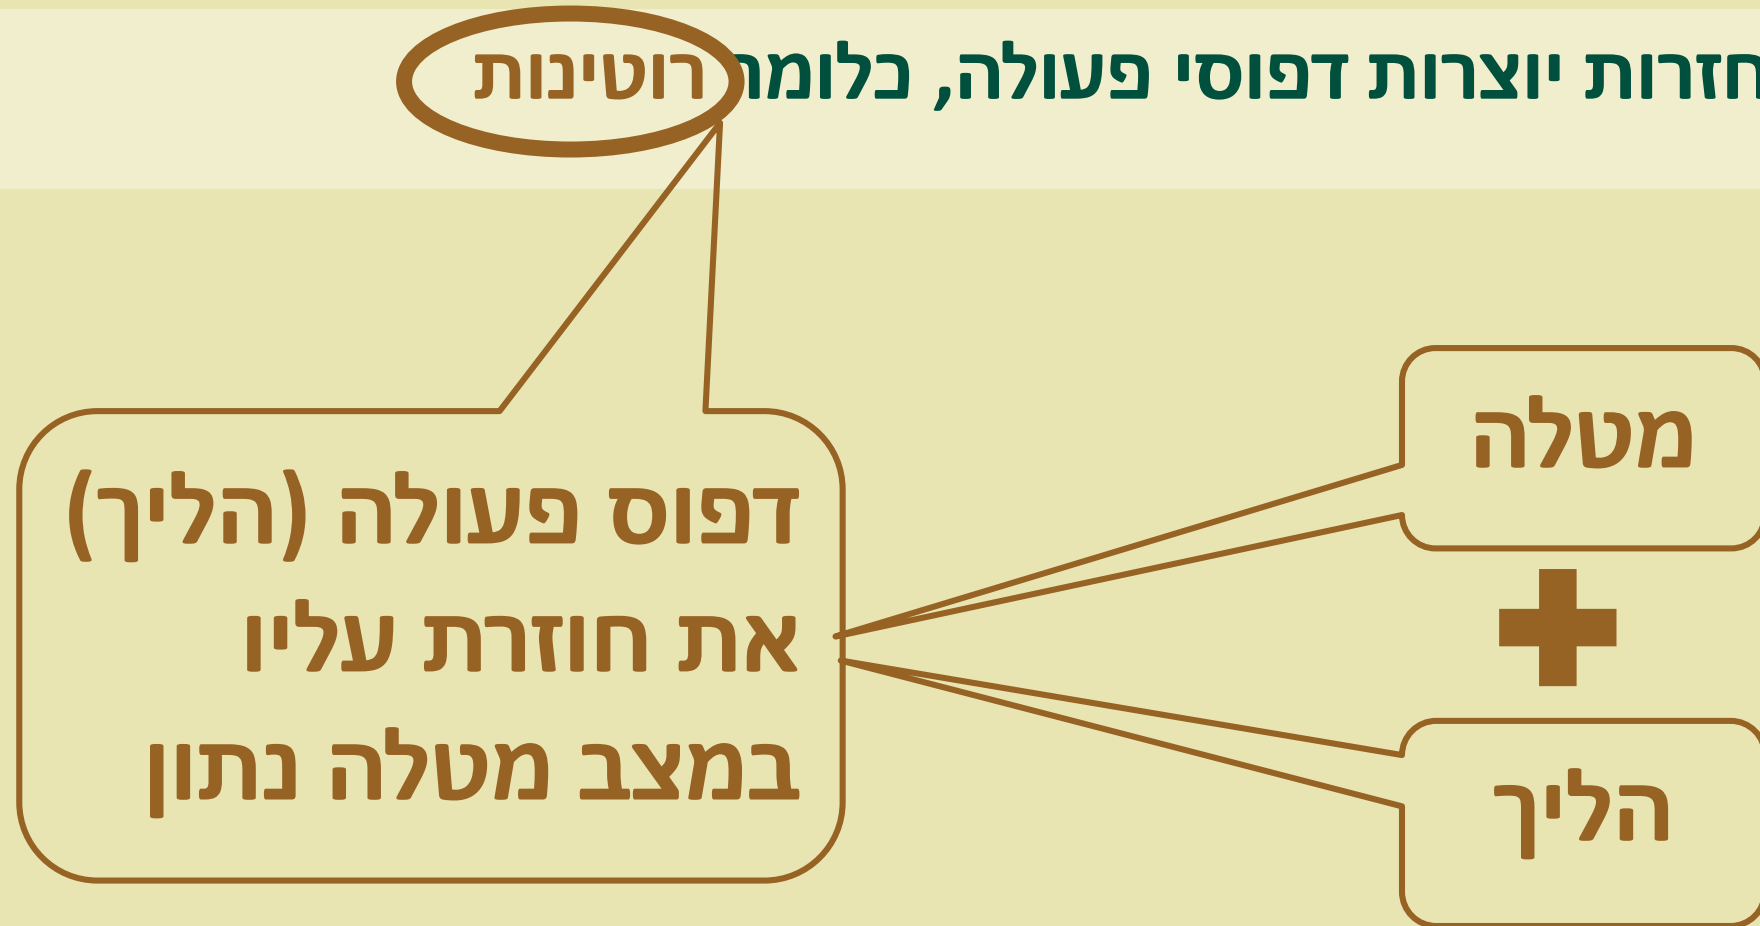 חזרות יוצרות דפוסי פעולה, כלומר רוטינות
מטלה
דפוס פעולה (הליך)
את חוזרת עליו
במצב מטלה נתון
הליך